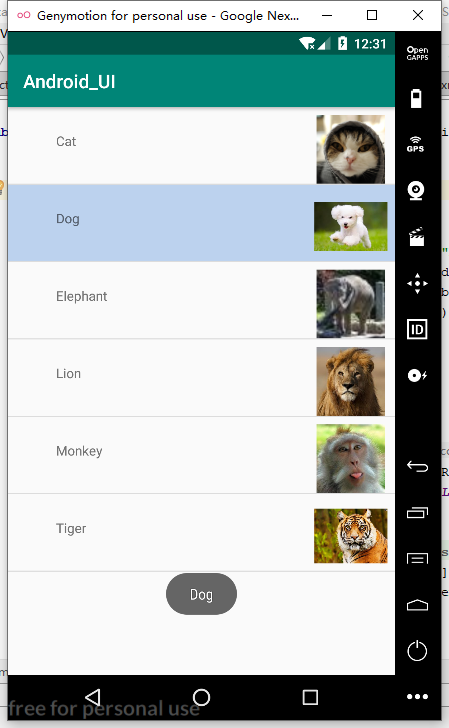 Genymotion for personal use - Google Nex...
12:31
Android_UI
Cat
Dog
Elephant
Lion
Monkey
Tiger
Dog
free for personal use
Open
GAPPS
GPS
ID